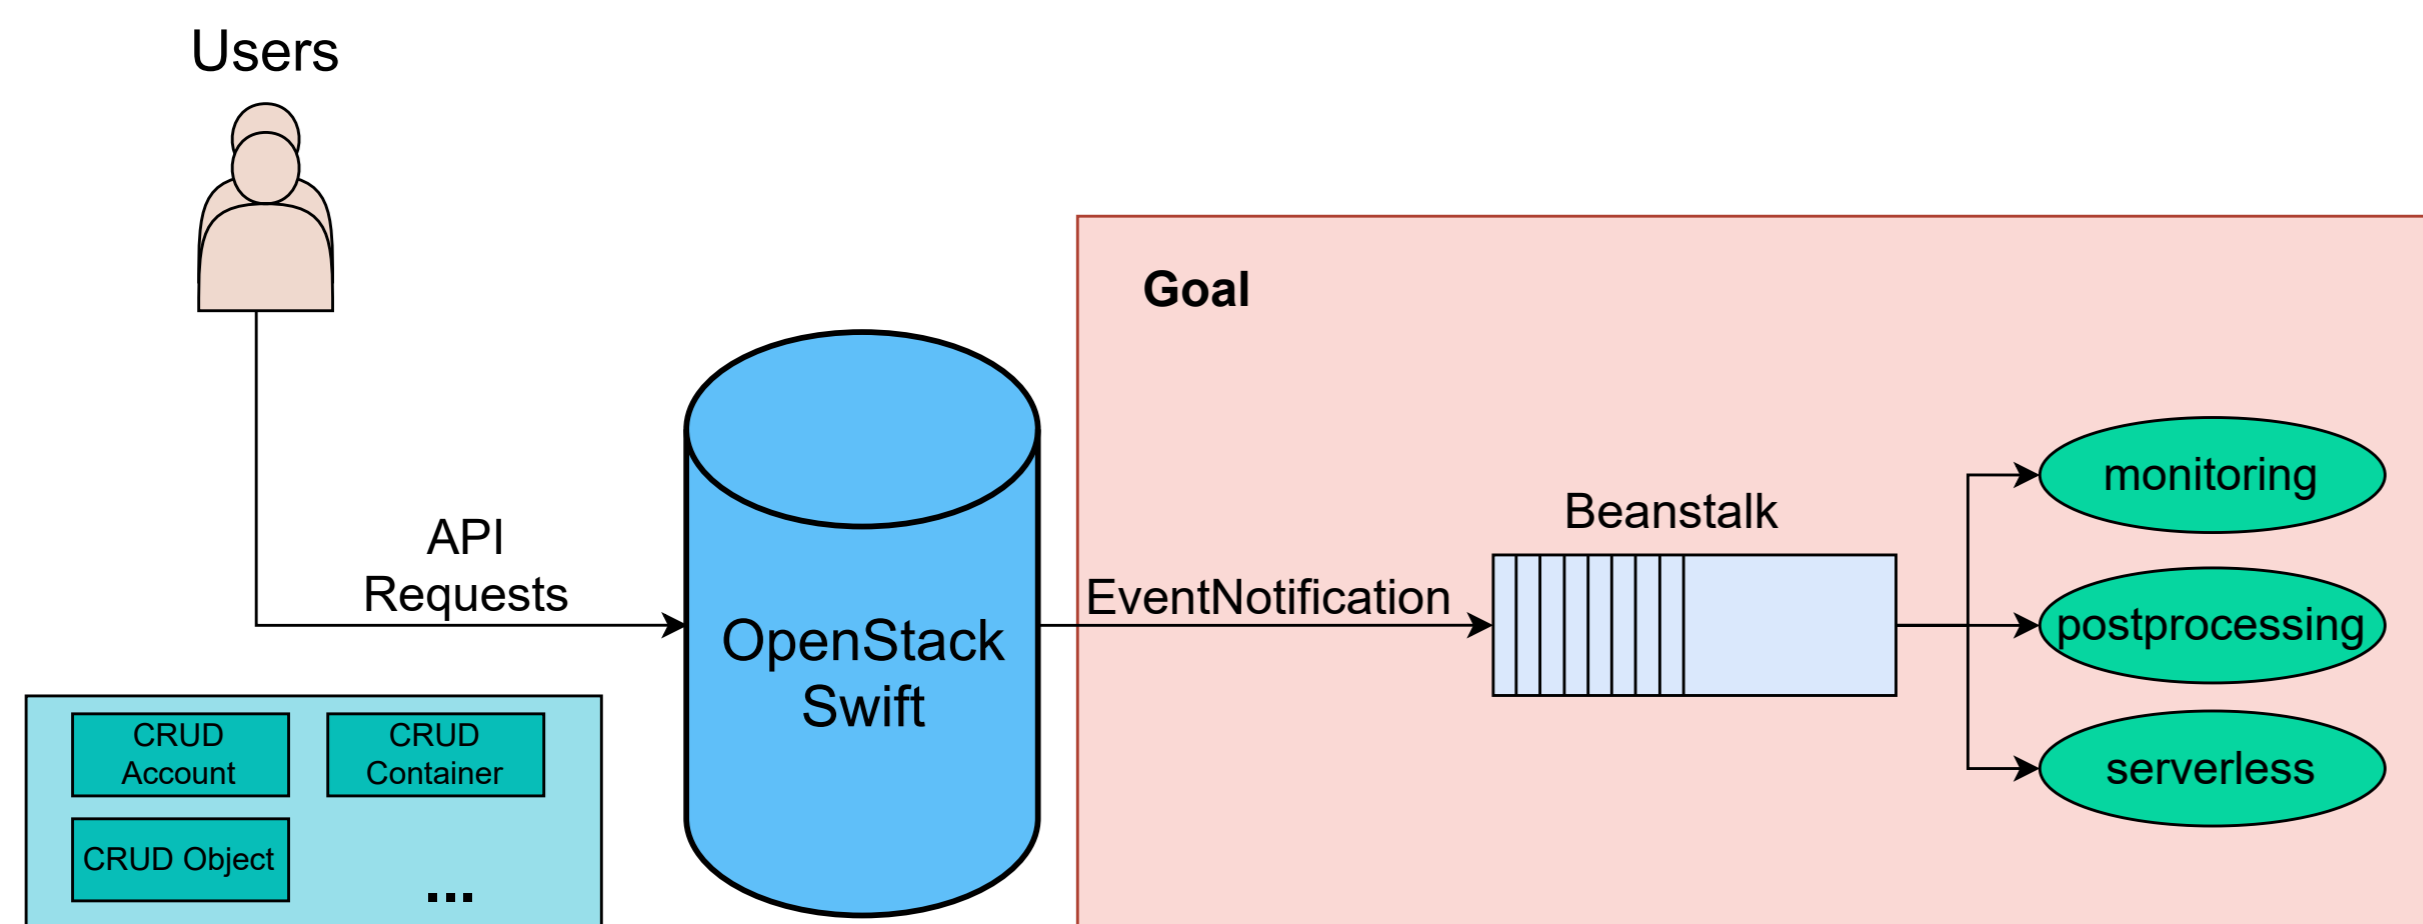 Users
API
Requests
OpenStack
Swift
CRUD
Account
CRUD
Container
CRUD Object
...
Goal
EventNotification
Beanstalk
monitoring
postprocessing
serverless